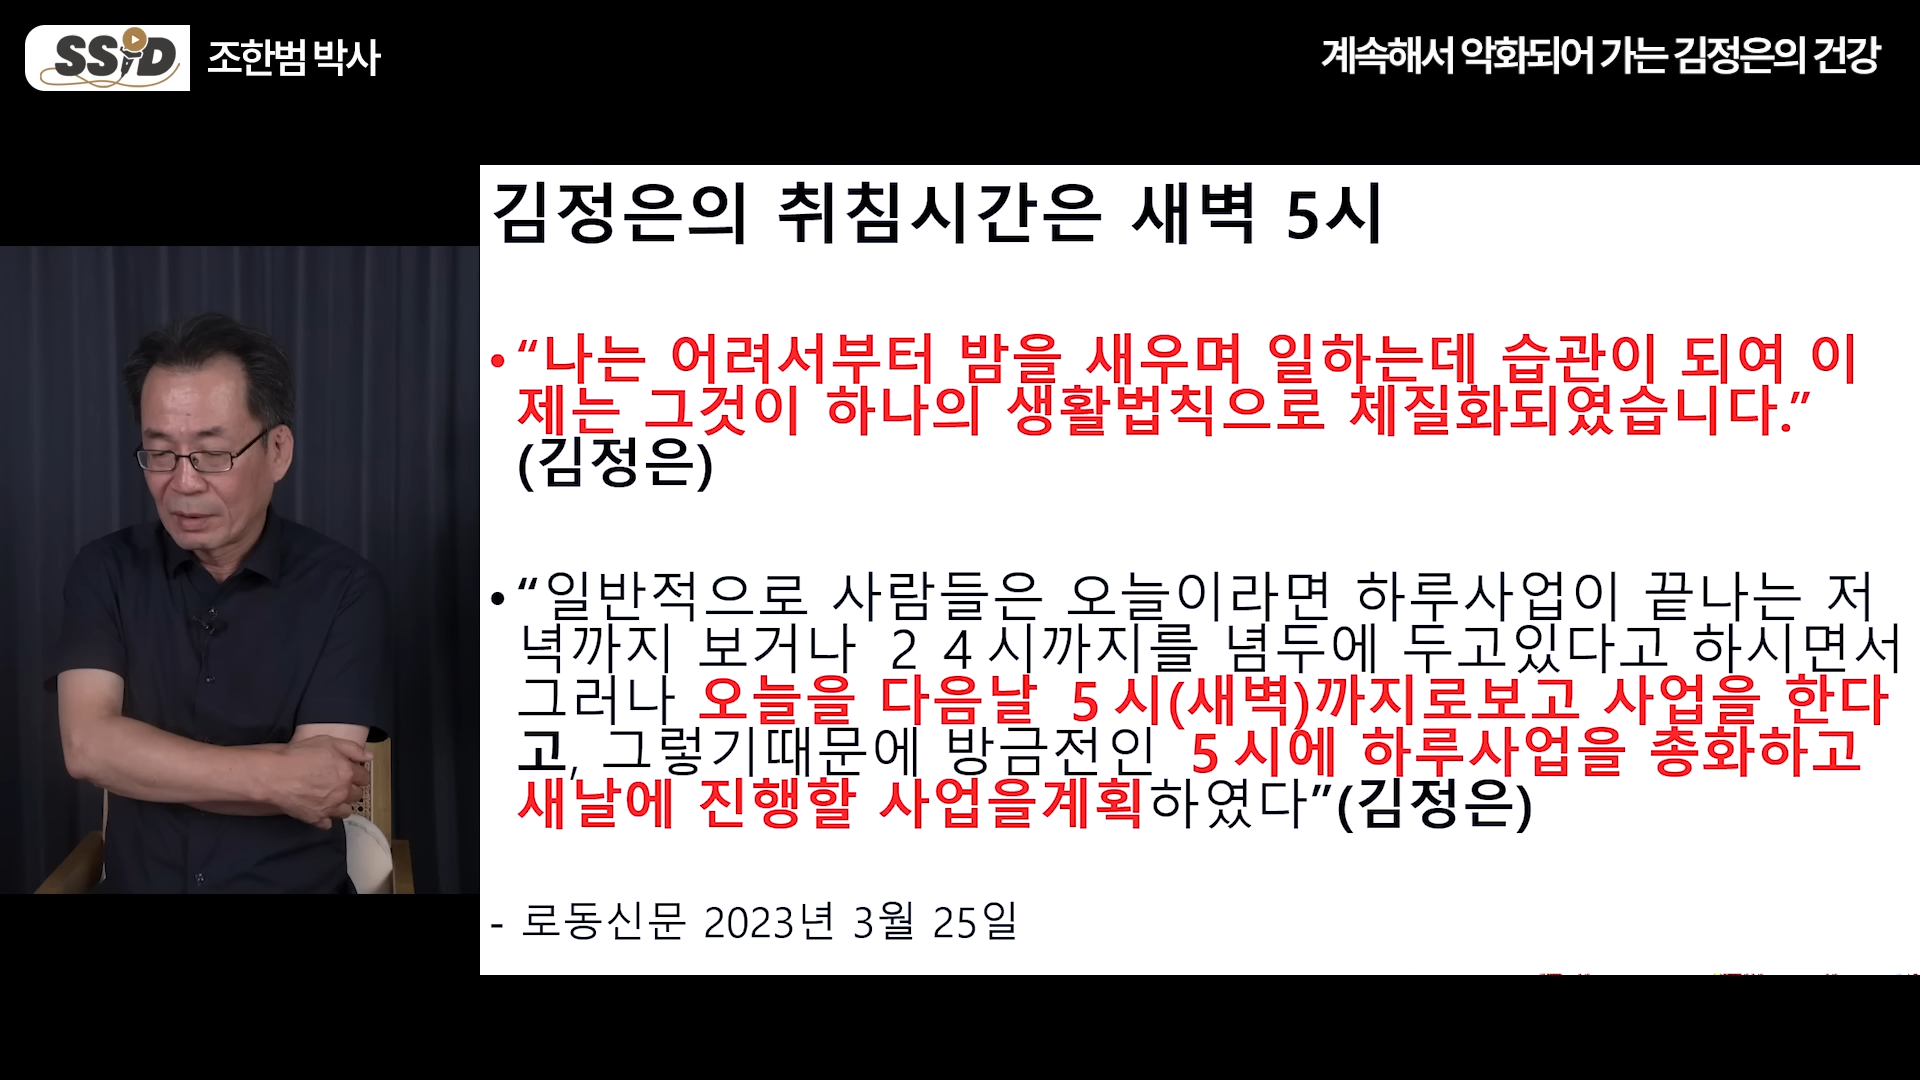 SSID
조한범 박사
계속해서 악화되어 가는 김정은의 건강
김정은의 취침시간은 새벽 5시
• “나는 어려서부터 밤을 새우며 일하는데 습관이 되여 이
제는 그것이 하나의 생활법칙으로 체질화되였습니다.”
(김정은)
• “일반적으로 사람들은 오늘이라면 하루사업이 끝나는 저
녁까지 보거나 2 4시까지를 념두에 두고있다고 하시면서
그러나 오늘을 다음날 5시(새벽)까지로보고 사업을 한다
고, 그렇기때문에 방금전인 5시에 하루사업을 총화하고
새날에 진행할 사업을계획하였다”(김정은)
- 로동신문 2023년 3월 25일